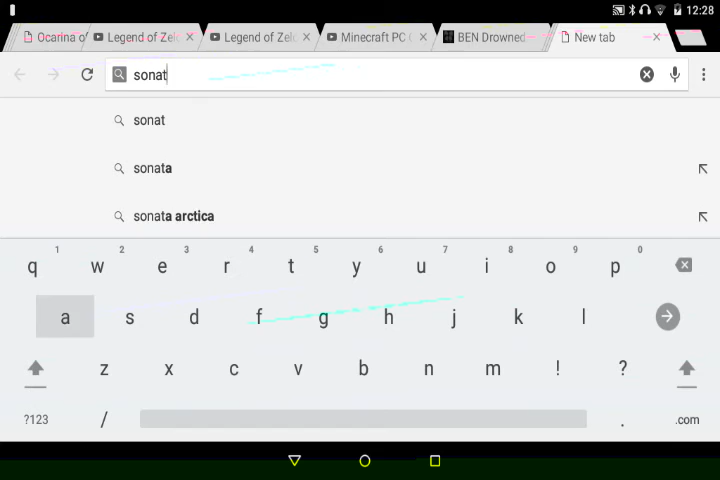 12:28
Ocarina of Legend of Zel Legend of Zel Minecraft PC BEN Drowned New tab
sonat
sonat
sonata
sonata arctica
1 2 3 4 5 6 7 8 9 0
q w e r t y u i o p
a s d f g h j k l
z x c v b n m ! ?
?123 / . .com